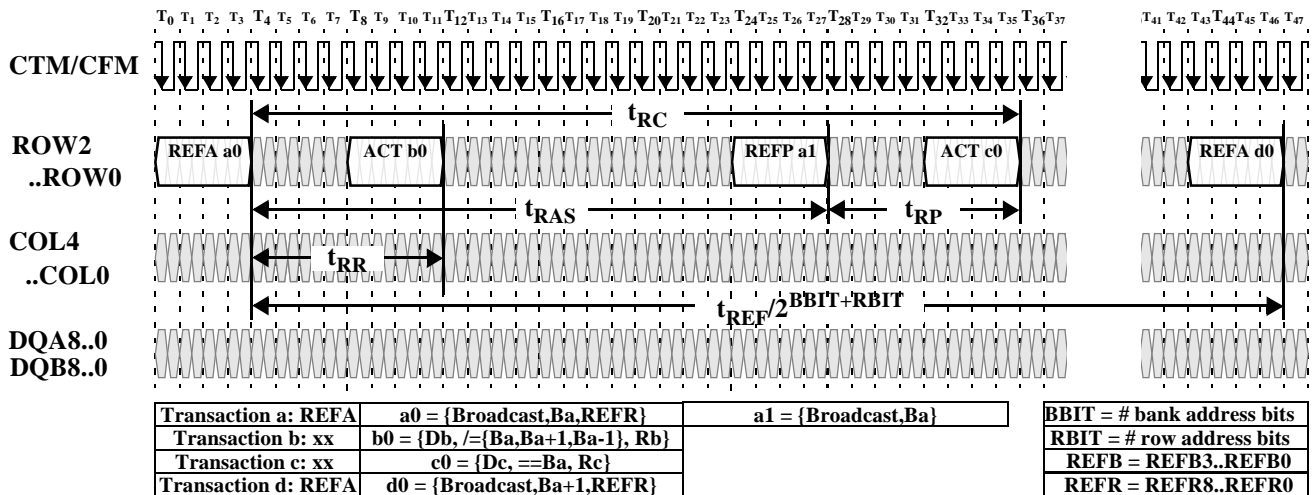 T0 T1 T2 T3 T4 T5 T6 T7 T8 T9 T10 T11 T12 T13 T14 T15 T16 T17 T18 T19 T20 T21 T22 T23 T24 T25 T26 T27 T28 T29 T30 T31 T32 T33 T34 T35 T36 T37 T41 T42 T43 T44 T45 T46 T47
CTM/CFM
tRC
ROW2
..ROW0
REFA a0 ACT b0 REFP a1 ACT c0 REFA d0
tRAS tRP
COL4
..COL0
tRR
tREF/2BBIT+RBIT
DQA8..0
DQB8..0
Transaction a: REFA a0 = {Broadcast,Ba,REFR} a1 = {Broadcast,Ba}
Transaction b: xx b0 = {Db, /={Ba,Ba+1,Ba-1}, Rb}
Transaction c: xx c0 = {Dc, ==Ba, Rc}
Transaction d: REFA d0 = {Broadcast,Ba+1,REFR}
BBIT = # bank address bits
RBIT = # row address bits
REFB = REFB3..REFB0
REFR = REFR8..REFR0